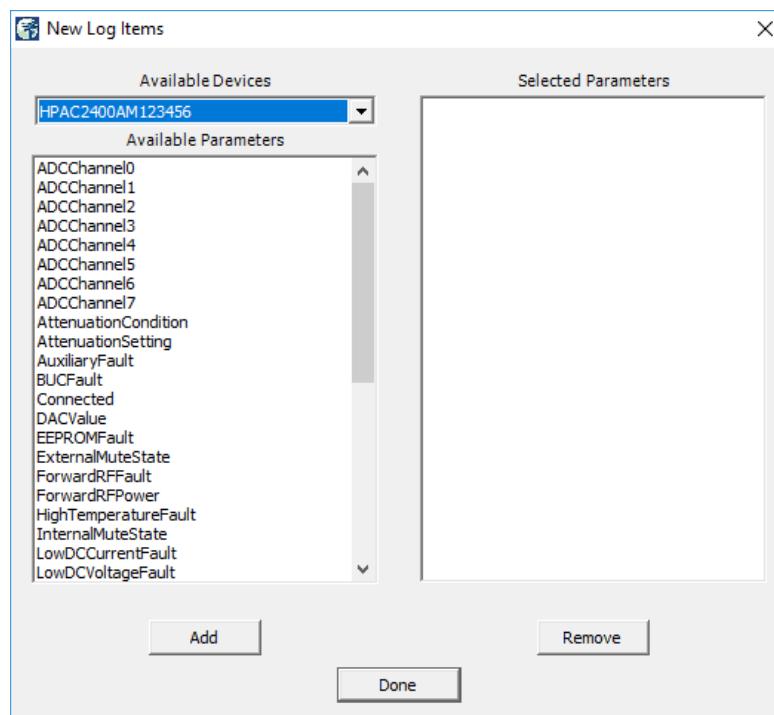 New Log Items
Available Devices
HPAC2400AM123456
Available Parameters
ADCChannel0
ADCChannel1
ADCChannel2
ADCChannel3
ADCChannel4
ADCChannel5
ADCChannel6
ADCChannel7
AttenuationCondition
AttenuationSetting
AuxiliaryFault
BUCFault
Connected
DACValue
EEPROMFault
ExternalMuteState
ForwardRFFault
ForwardRFPower
HighTemperatureFault
InternalMuteState
LowDCCurrentFault
LowDCVoltageFault
Add
Selected Parameters
Remove
Done